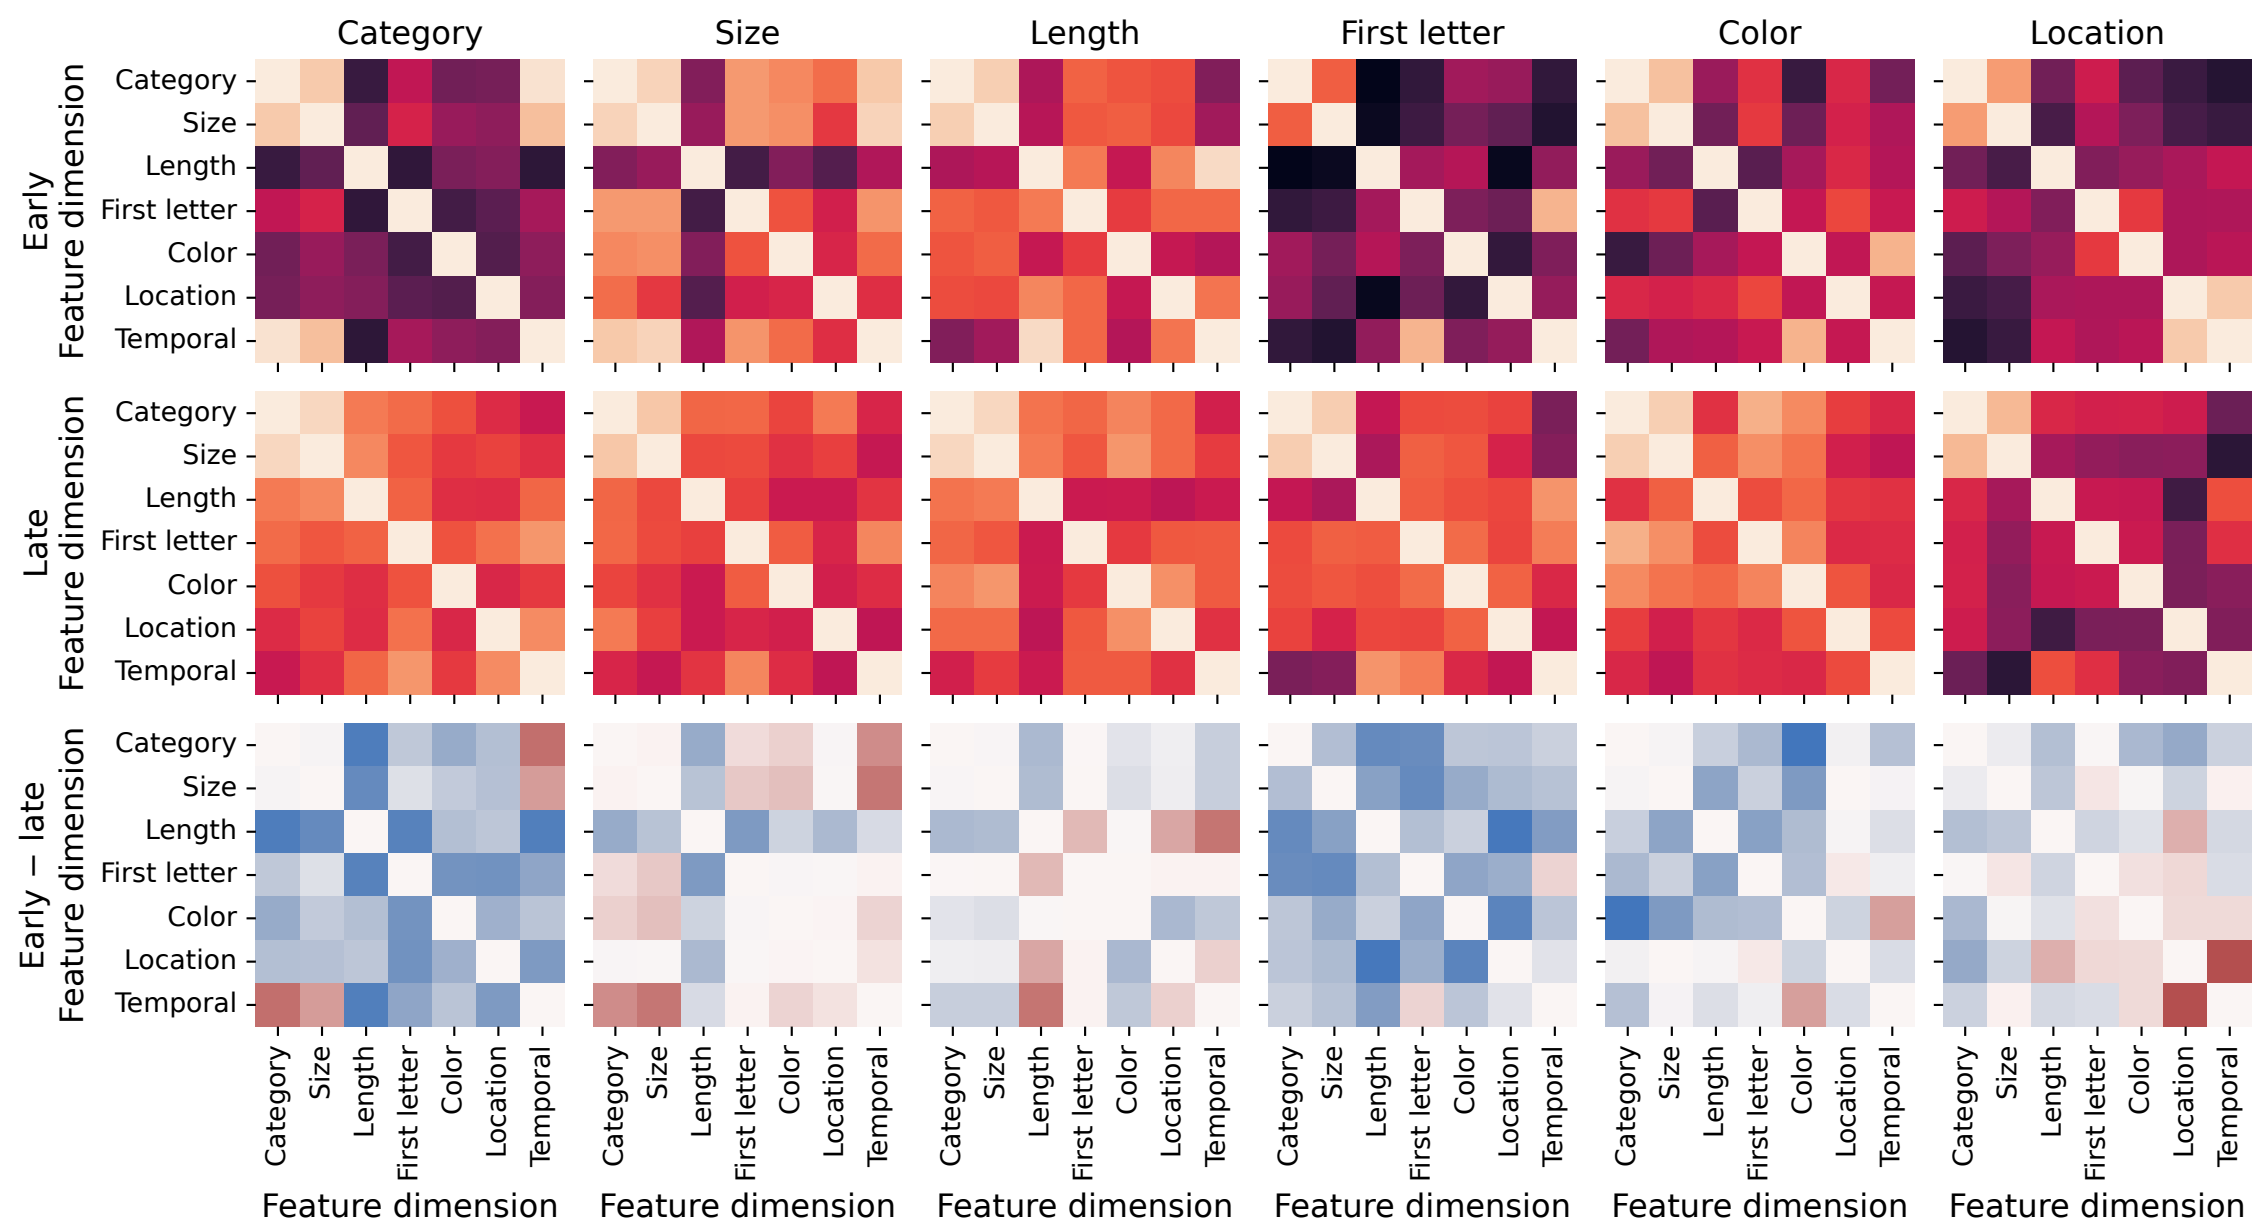 Category Size Length First letter Color Location
Early
Feature dimension
Category
Size
Length
First letter
Color
Location
Temporal
Late
Feature dimension
Category
Size
Length
First letter
Color
Location
Temporal
Early − late
Feature dimension
Category
Size
Length
First letter
Color
Location
Temporal
Category Size Length First letter Color Location Temporal
Category Size Length First letter Color Location Temporal
Category Size Length First letter Color Location Temporal
Category Size Length First letter Color Location Temporal
Category Size Length First letter Color Location Temporal
Category Size Length First letter Color Location Temporal
Feature dimension Feature dimension Feature dimension Feature dimension Feature dimension Feature dimension